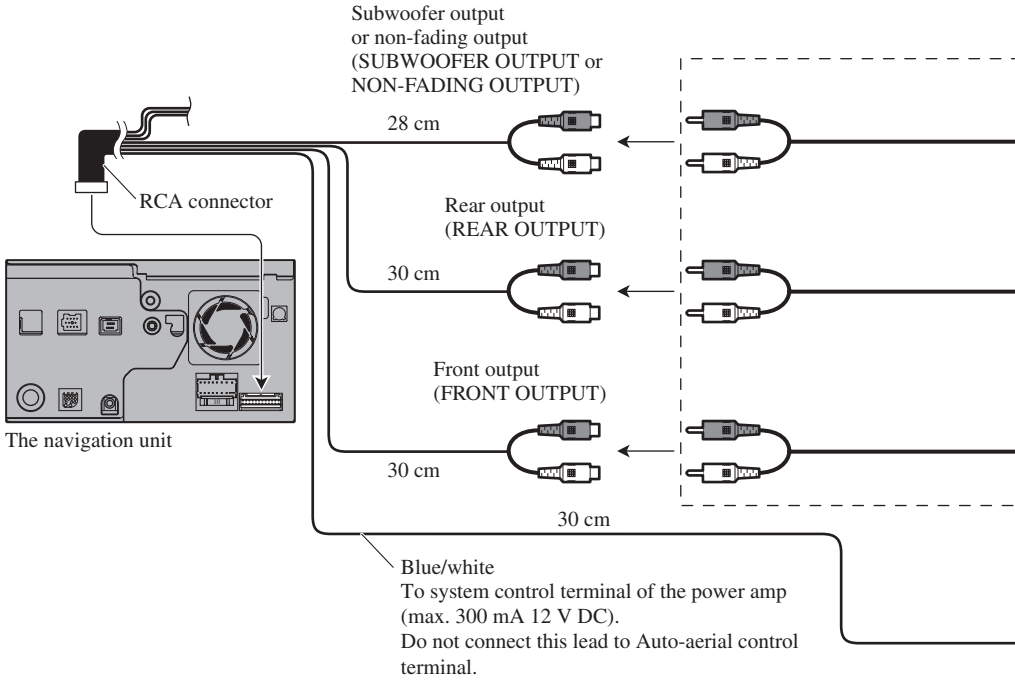 Subwoofer output
or non-fading output
(SUBWOOFER OUTPUT or
NON-FADING OUTPUT)
28 cm
RCA connector
Rear output
(REAR OUTPUT)
30 cm
Front output
(FRONT OUTPUT)
The navigation unit
30 cm
30 cm
Blue/white
To system control terminal of the power amp
(max. 300 mA 12 V DC).
Do not connect this lead to Auto-aerial control
terminal.